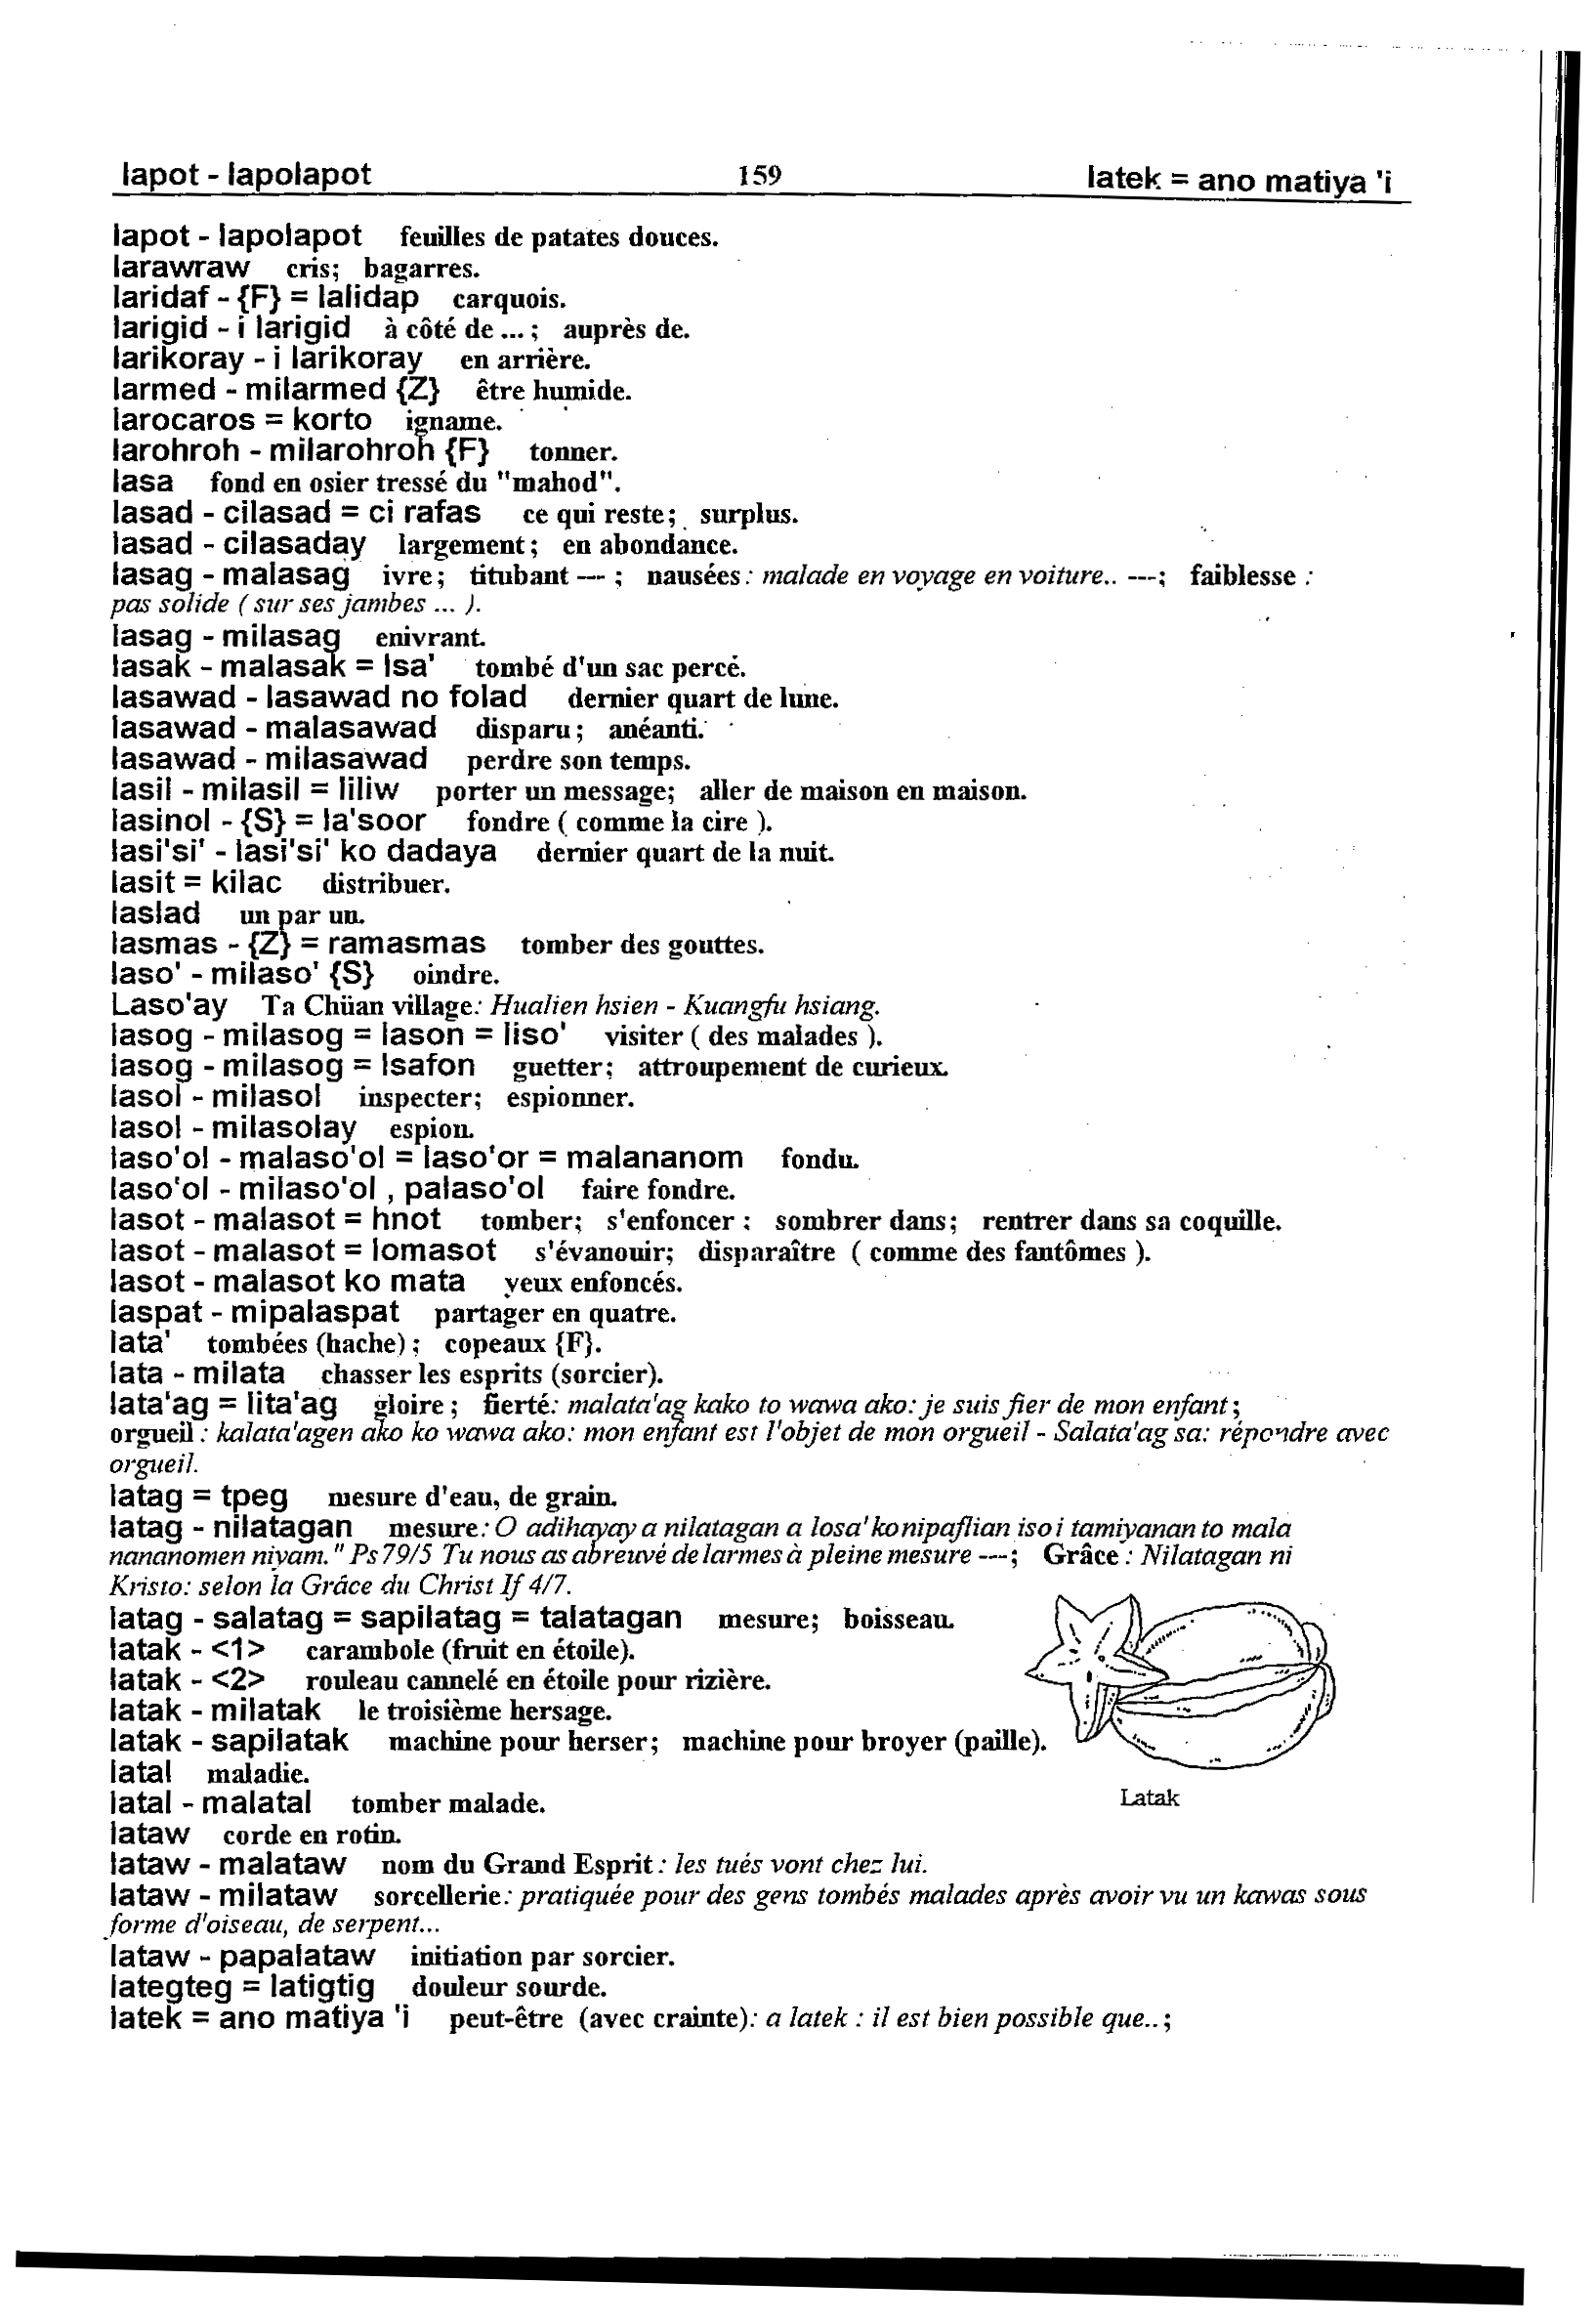 lapot - lapolapot 159 latek = ano matiya 'i
lapot - lapolapot feuilles de patates douces.
larawraw cris; bagarres.
laridaf - {F} = lalidap carquois.
larigid - i larigid à côté de ... ; auprès de.
larikoray - i larikoray en arrière.
larmed - milarmed {Z} être humide.
larocaros = korto igname.
larohroh - milarohroh {F} tonner.
lasa fond en osier tressé du "mahod".
lasad - cilasad = ci rafas ce qui reste; surplus.
lasad - cilasaday largement; en abondance.
lasag - malasag ivre; titubant --- ; nausées : malade en voyage en voiture.. ---; faiblesse :
pas solide ( sur ses jambes ... ).
lasag - milasag enivrant.
lasak - malasak = lsa' tombé d'un sac percé.
lasawad - lasawad no folad dernier quart de lune.
lasawad - malasawad disparu; anéanti.
lasawad - milasawad perdre son temps.
lasil - milasil = liliw porter un message; aller de maison en maison.
lasinol - {S} = la'soor fondre ( comme la cire ).
lasi'si' - lasi'si' ko dadaya dernier quart de la nuit.
lasit = kilac distribuer.
laslad un par un.
lasmas - {Z} = ramasmas tomber des gouttes.
laso' - milaso' {S} oindre.
Laso'ay Ta Chüan village: Hualien hsien - Kuangfu hsiang.
lasog - milasog = lason = liso' visiter ( des malades ).
lasog - milasog = lsafon guetter; attroupement de curieux.
lasol - milasol inspecter; espionner.
lasol - milasolay espion.
laso'ol - malaso'ol = laso'or = malananom fondu.
laso'ol - milaso'ol , palaso'ol faire fondre.
lasot - malasot = hnot tomber; s'enfoncer ; sombrer dans; rentrer dans sa coquille.
lasot - malasot = lomasot s'évanouir; disparaître ( comme des fantômes ).
lasot - malasot ko mata yeux enfoncés.
laspat - mipalaspat partager en quatre.
lata' tombées (hache) ; copeaux {F}.
lata - milata chasser les esprits (sorcier).
lata'ag = lita'ag gloire ; fierté: malata'ag kako to wawa ako: je suis fier de mon enfant ;
orgueil : kalata'agen ako ko wawa ako: mon enfant est l'objet de mon orgueil - Salata'ag sa: répondre avec
orgueil.
latag = tpeg mesure d'eau, de grain.
latag - nilatagan mesure: O adihayay a nilatagan a losa' ko nipaflian iso i tamiyanan to mala
nananomen niyam. " Ps 79/5 Tu nous as abreuvé de larmes à pleine mesure ---; Grâce : Nilatagan ni
Kristo: selon la Grâce du Christ If 4/7.
latag - salatag = sapilatag = talatagan mesure; boisseau.
latak - <1> carambole (fruit en étoile).
latak - <2> rouleau cannelé en étoile pour rizière.
latak - milatak le troisième hersage.
latak - sapilatak machine pour herser; machine pour broyer (paille).
latal maladie.
latal - malatal tomber malade.
Latak
lataw corde en rotin.
lataw - malataw nom du Grand Esprit : les tués vont chez lui.
lataw - milataw sorcellerie: pratiquée pour des gens tombés malades après avoir vu un kawas sous
forme d'oiseau, de serpent...
lataw - papalataw initiation par sorcier.
lategteg = latigtig douleur sourde.
latek = ano matiya 'i peut-être (avec crainte): a latek : il est bien possible que.. ;